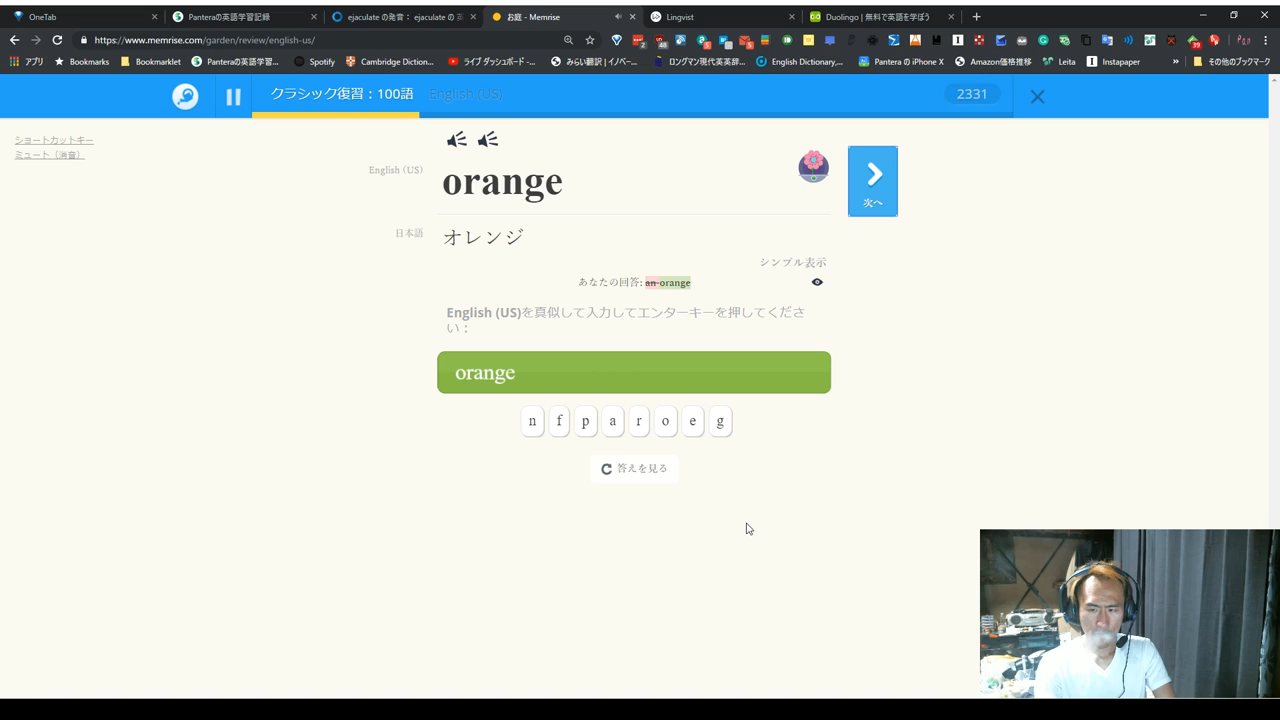 OneTab
Panteraの英語学習記録
ejaculate の発音： ejaculate の 英
お庭 - Memrise
Lingvist
Duolingo | 無料で英語を学ぼう
https://www.memrise.com/garden/review/english-us/
アプリ
Bookmarks
Bookmarklet
Panteraの英語学習...
Spotify
Cambridge Diction...
ライブ ダッシュボード -...
みらい翻訳 | イノベー...
ロングマン現代英英辞...
English Dictionary,...
Pantera の iPhone X
Amazon価格推移
Leita
Instapaper
»
その他のブックマーク
クラシック復習：100語
English (US)
2331
ショートカットキー
ミュート（消音）
English (US)
orange
次へ
日本語
オレンジ
シンプル表示
あなたの回答: an orange
English (US)を真似して入力してエンターキーを押してくださ
い：
orange
n f p a r o e g
答えを見る